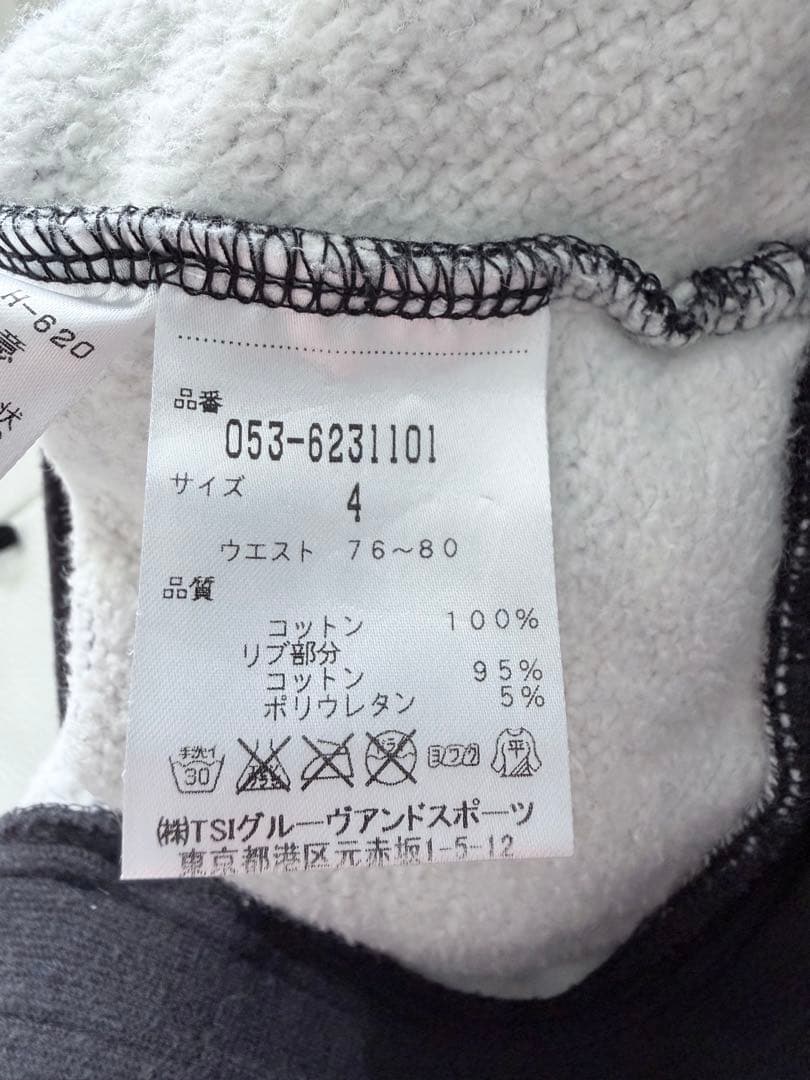 H-620
意
状
品番
053-6231101
サイズ
4
ウエスト 76～80
品質
コットン 100%
リブ部分
コットン 95%
ポリウレタン 5%
手洗イ
30
ヨワク
平
㈱TSIグルーヴアンドスポーツ
東京都港区元赤坂1-5-12